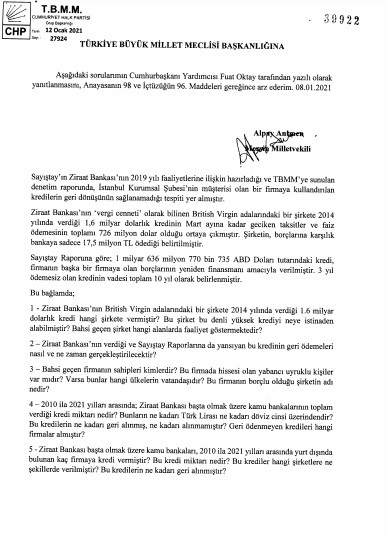 T.B.M.M.
CUMHURİYET HALK PARTİSİ
Grup Başkanlığı
CHP
Tarih 12 Ocak 2021
Sayı 27924
39922
TÜRKİYE BÜYÜK MİLLET MECLİSİ BAŞKANLIĞINA
Aşağıdaki sorularımın Cumhurbaşkanı Yardımcısı Fuat Oktay tarafından yazılı olarak
yanıtlanmasını, Anayasanın 98 ve İçtüzüğün 96. Maddeleri gereğince arz ederim. 08.01.2021
Alpay Antmen
Mersin Milletvekili
Sayıştay'ın Ziraat Bankası'nın 2019 yılı faaliyetlerine ilişkin hazırladığı ve TBMM'ye sunulan
denetim raporunda, İstanbul Kurumsal Şubesi'nin müşterisi olan bir firmaya kullandırılan
kredilerin geri dönüşünün sağlanamadığı tespiti yer almıştır.
Ziraat Bankası'nın 'vergi cenneti' olarak bilinen British Virgin adalarındaki bir şirkete 2014
yılında verdiği 1,6 milyar dolarlık kredinin Mart ayına kadar geciken taksitler ve faiz
ödemesinin toplamı 726 milyon dolar olduğu ortaya çıkmıştır. Şirketin, borçlarına karşılık
bankaya sadece 17,5 milyon TL ödediği belirtilmiştir.
Sayıştay Raporuna göre; 1 milyar 636 milyon 770 bin 735 ABD Doları tutarındaki kredi,
firmanın başka bir firmaya olan borçlarının yeniden finansmanı amacıyla verilmiştir. 3 yıl
ödemesiz olan kredinin vadesi toplam 10 yıl olarak belirlenmiştir.
Bu bağlamda;
1 - Ziraat Bankası'nın British Virgin adalarındaki bir şirkete 2014 yılında verdiği 1.6 milyar
dolarlık kredi hangi şirkete vermiştir? Bu şirket bu denli yüksek krediyi neye istinaden
alabilmiştir? Bahsi geçen şirket hangi alanlarda faaliyet göstermektedir?
2 – Ziraat Bankası'nın verdiği ve Sayıştay Raporlarına da yansıyan bu kredinin geri ödemeleri
nasıl ve ne zaman gerçekleştirilecektir?
3 – Bahsi geçen firmanın sahipleri kimlerdir? Bu firmada hissesi olan yabancı uyruklu kişiler
var mıdır? Varsa bunlar hangi ülkelerin vatandaşıdır? Bu firmanın borçlu olduğu şirketin adı
nedir?
4 – 2010 ila 2021 yılları arasında; Ziraat Bankası başta olmak üzere kamu bankalarının toplam
verdiği kredi miktarı nedir? Bunların ne kadarı Türk Lirası ne kadarı döviz cinsindendir?
Bu kredilerin ne kadarı geri alınmış, ne kadarı alınmamıştır? Geri ödenmeyen kredileri hangi
firmalar almıştır?
5 - Ziraat Bankası başta olmak üzere kamu bankaları, 2010 ila 2021 yılları arasında yurt dışında
bulunan kaç firmaya kredi vermiştir? Bu kredi miktarı nedir? Bu krediler hangi şirketlere ne
şekillerde verilmiştir? Bu kredilerin ne kadarı geri alınmıştır?